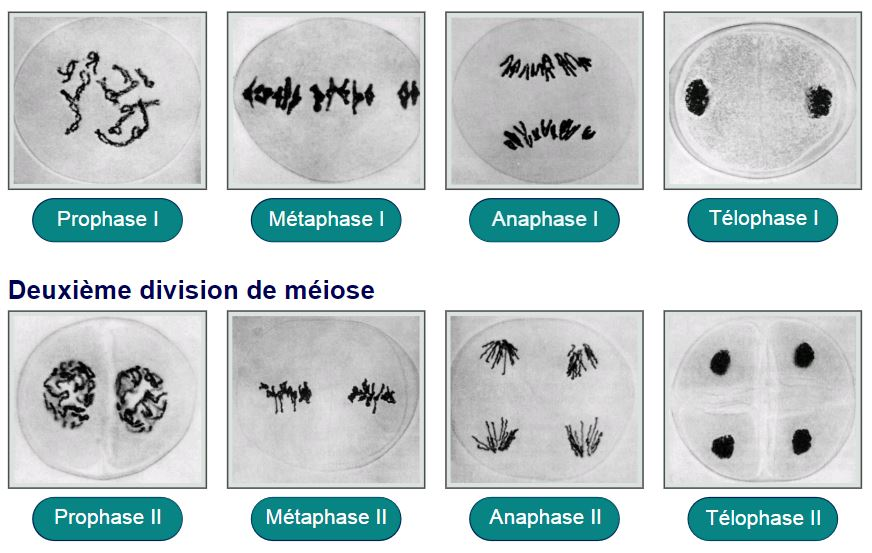 Prophase I
Métaphase I
Anaphase I
Télophase I
Deuxième division de méiose
Prophase II
Métaphase II
Anaphase II
Télophase II